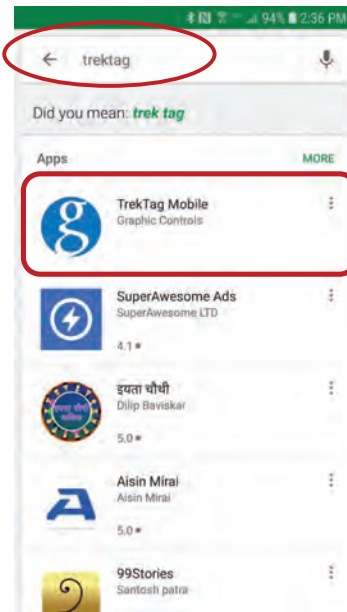 94% 2:36 PM
trektag
Did you mean: trek tag
Apps MORE
g
TrekTag Mobile
Graphic Controls
SuperAwesome Ads
SuperAwesome LTD
4.1
इयता चौथी
Dilip Baviskar
5.0
Aisin Mirai
Aisin Mirai
5.0
99Stories
Santosh patra